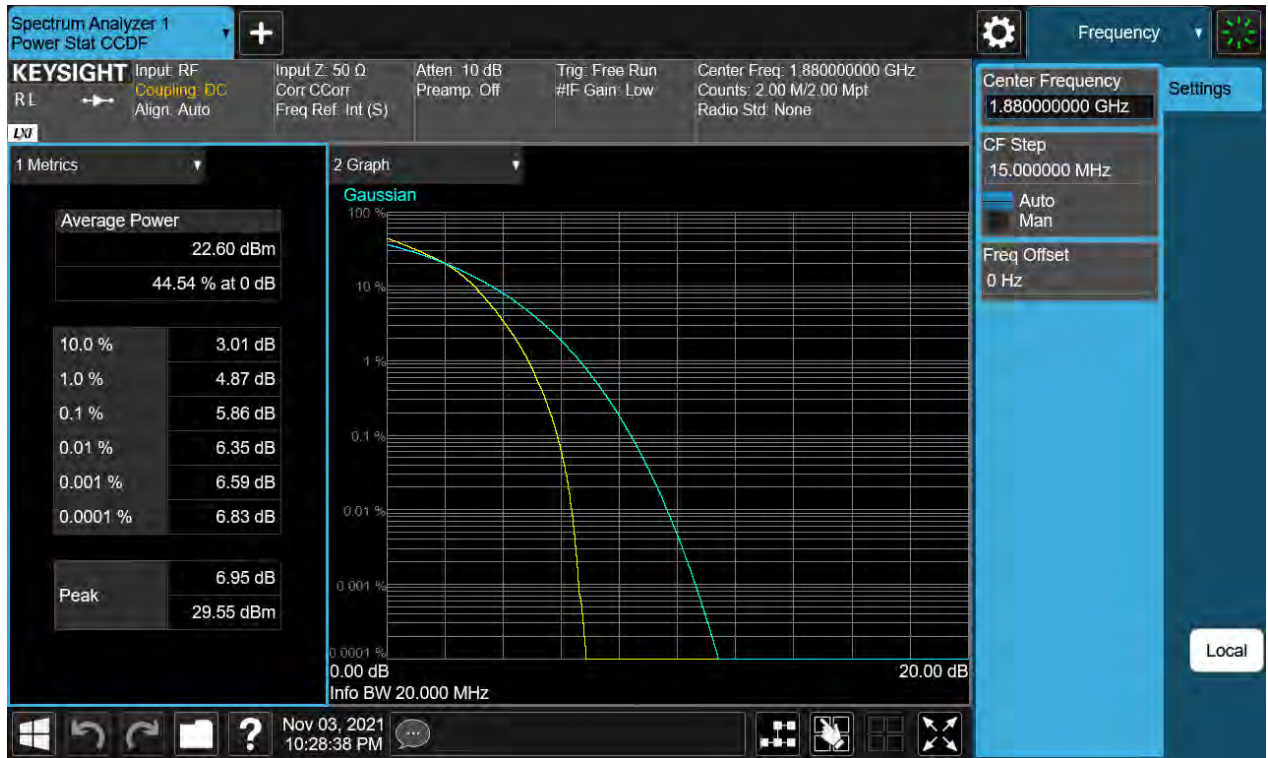 Spectrum Analyzer 1
Power Stat CCDF
+
Frequency
KEYSIGHT
RL
LXI
Input: RF
Coupling: DC
Align: Auto
Input Z: 50 Ω
Corr CCorr
Freq Ref: Int (S)
Atten: 10 dB
Preamp: Off
Trig: Free Run
#IF Gain: Low
Center Freq: 1.880000000 GHz
Counts: 2.00 M/2.00 Mpt
Radio Std: None
Center Frequency
1.880000000 GHz
Settings
CF Step
15.000000 MHz
Auto
Man
Freq Offset
0 Hz
1 Metrics
Average Power
22.60 dBm
44.54 % at 0 dB
10.0 % 3.01 dB
1.0 % 4.87 dB
0.1 % 5.86 dB
0.01 % 6.35 dB
0.001 % 6.59 dB
0.0001 % 6.83 dB
Peak
6.95 dB
29.55 dBm
2 Graph
Gaussian
100 %
10 %
1 %
0.1 %
0.01 %
0.001 %
0.0001 %
0.00 dB 20.00 dB
Info BW 20.000 MHz
Local
?
Nov 03, 2021
10:28:38 PM